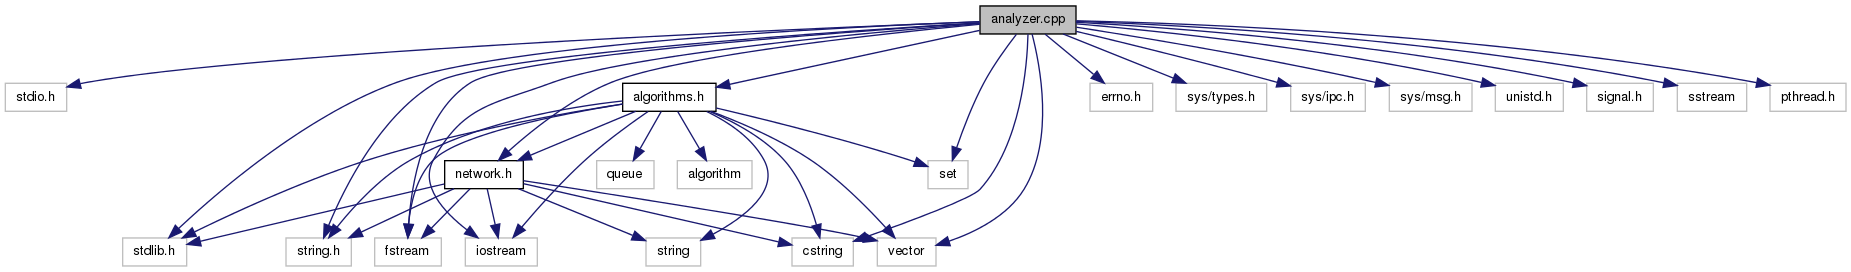 analyzer.cpp
stdio.h
algorithms.h
errno.h
sys/types.h
sys/ipc.h
sys/msg.h
unistd.h
signal.h
sstream
pthread.h
network.h
queue
algorithm
set
stdlib.h
string.h
fstream
iostream
string
cstring
vector